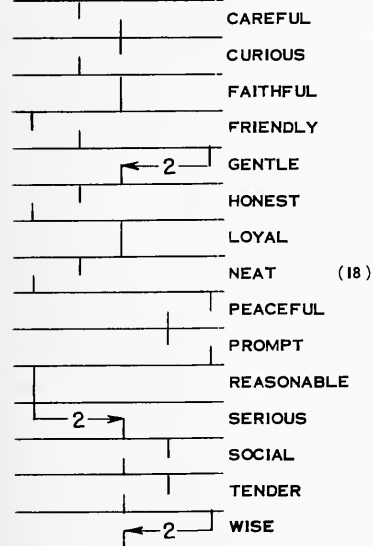 CAREFUL
CURIOUS
FAITHFUL
FRIENDLY
2 GENTLE
HONEST
LOYAL
NEAT (18)
PEACEFUL
PROMPT
REASONABLE
2 SERIOUS
SOCIAL
TENDER
2 WISE